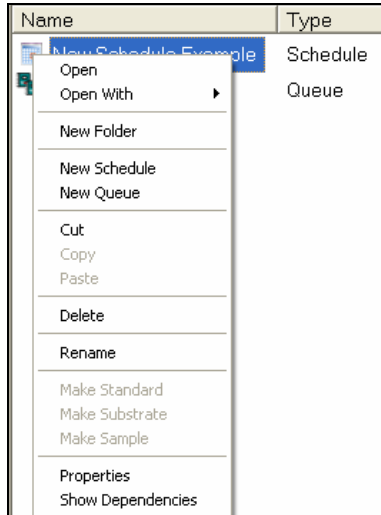 Name Type
New Schedule Example Schedule
Queue
Open
Open With
New Folder
New Schedule
New Queue
Cut
Copy
Paste
Delete
Rename
Make Standard
Make Substrate
Make Sample
Properties
Show Dependencies